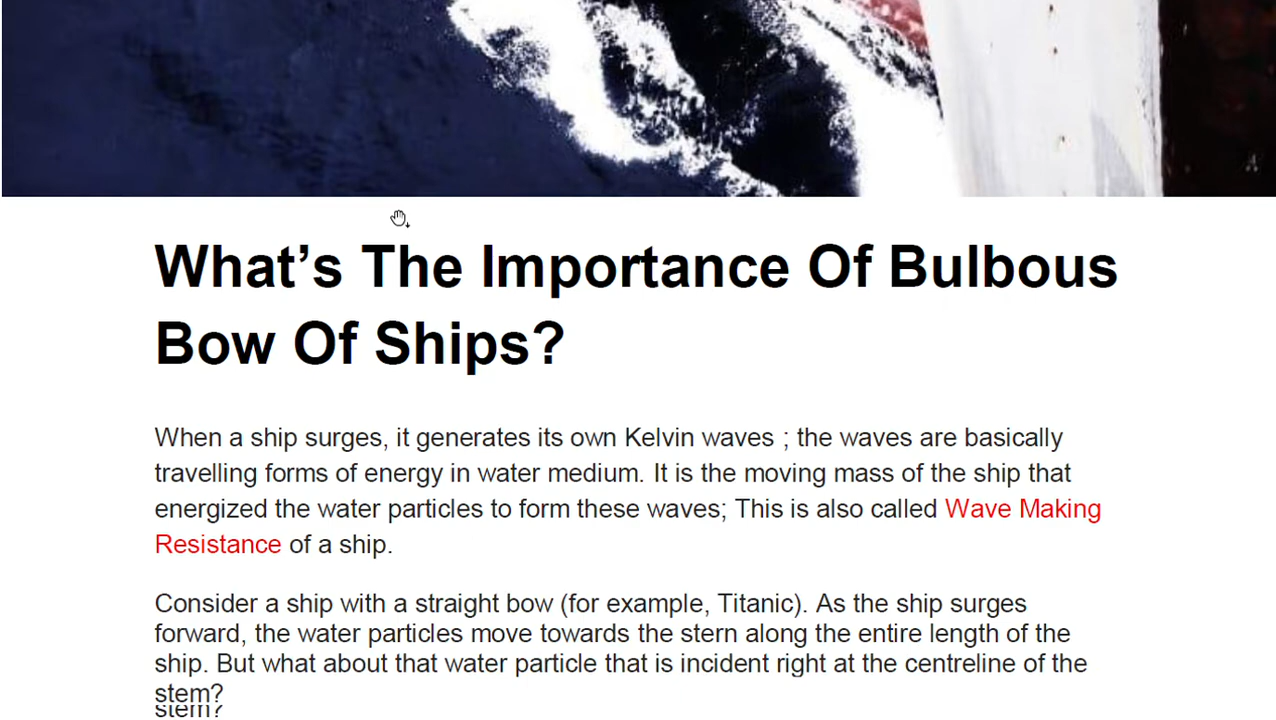 What’s The Importance Of Bulbous
Bow Of Ships?
When a ship surges, it generates its own Kelvin waves ; the waves are basically
travelling forms of energy in water medium. It is the moving mass of the ship that
energized the water particles to form these waves; This is also called Wave Making
Resistance of a ship.
Consider a ship with a straight bow (for example, Titanic). As the ship surges
forward, the water particles move towards the stern along the entire length of the
ship. But what about that water particle that is incident right at the centreline of the
stem?
stem?